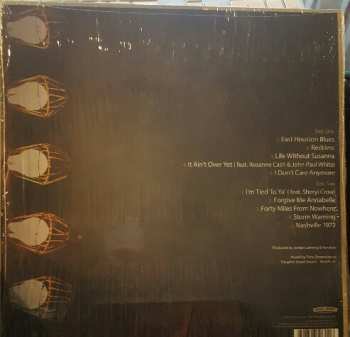 Side One
East Houston Blues
Reckless
Life Without Susanna
It Ain't Over Yet (feat. Rosanne Cash & John Paul White)
I Don't Care Anymore
Side Two
I'm Tied To Ya' (feat. Sheryl Crow)
Forgive Me Annabelle
Forty Miles From Nowhere
Storm Warning
Nashville 1972